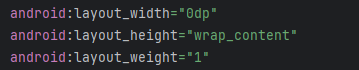 android:layout_width="0dp"
android:layout_height="wrap_content"
android:layout_weight="1"